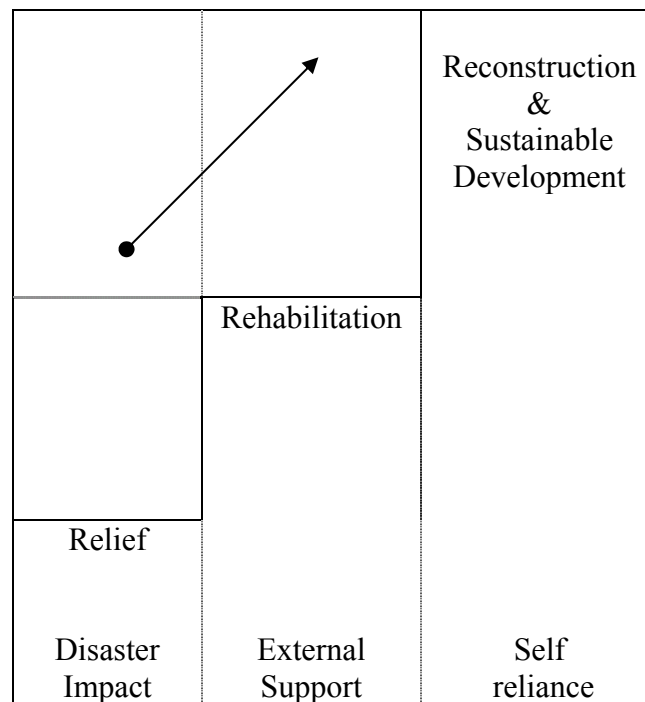 Reconstruction
&
Sustainable
Development
Rehabilitation
Relief
Disaster
Impact
External
Support
Self
reliance